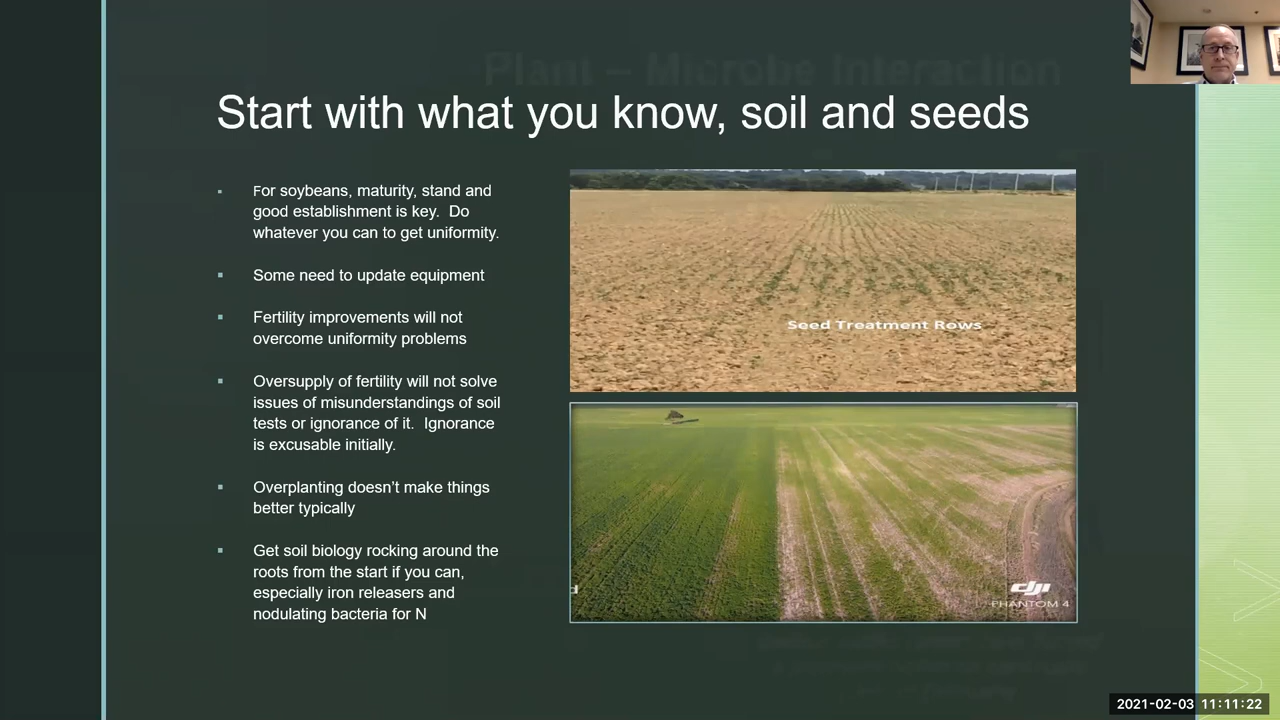 Plant – Microbe Interaction
Start with what you know, soil and seeds
For soybeans, maturity, stand and
good establishment is key.  Do
whatever you can to get uniformity.
Some need to update equipment
Fertility improvements will not
overcome uniformity problems
Oversupply of fertility will not solve
issues of misunderstandings of soil
tests or ignorance of it.  Ignorance
is excusable initially.
Overplanting doesn’t make things
better typically
Get soil biology rocking around the
roots from the start if you can,
especially iron releasers and
nodulating bacteria for N
Seed Treatment Rows
d
dji
PHANTOM 4
2021-02-03 11:11:22